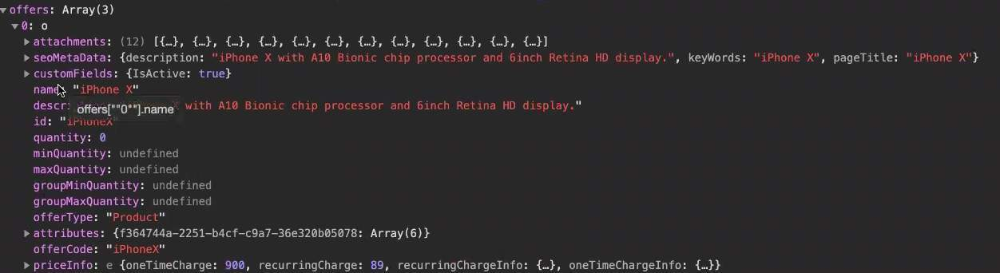 ▼offers: Array(3)
▼0: o
▶attachments: (12) [{…}, {…}, {…}, {…}, {…}, {…}, {…}, {…}, {…}, {…}, {…}, {…}]
▶seoMetaData: {description: "iPhone X with A10 Bionic chip processor and 6inch Retina HD display.", keyWords: "iPhone X", pageTitle: "iPhone X"}
▶customFields: {IsActive: true}
name: "iPhone X"
descr X with A10 Bionic chip processor and 6inch Retina HD display."
offers[""0""].name
id: "iPhoneX"
quantity: 0
minQuantity: undefined
maxQuantity: undefined
groupMinQuantity: undefined
groupMaxQuantity: undefined
offerType: "Product"
▶attributes: {f364744a-2251-b4cf-c9a7-36e320b05078: Array(6)}
offerCode: "iPhoneX"
▶priceInfo: e {oneTimeCharge: 900, recurringCharge: 89, recurringChargeInfo: {…}, oneTimeChargeInfo: {…}}